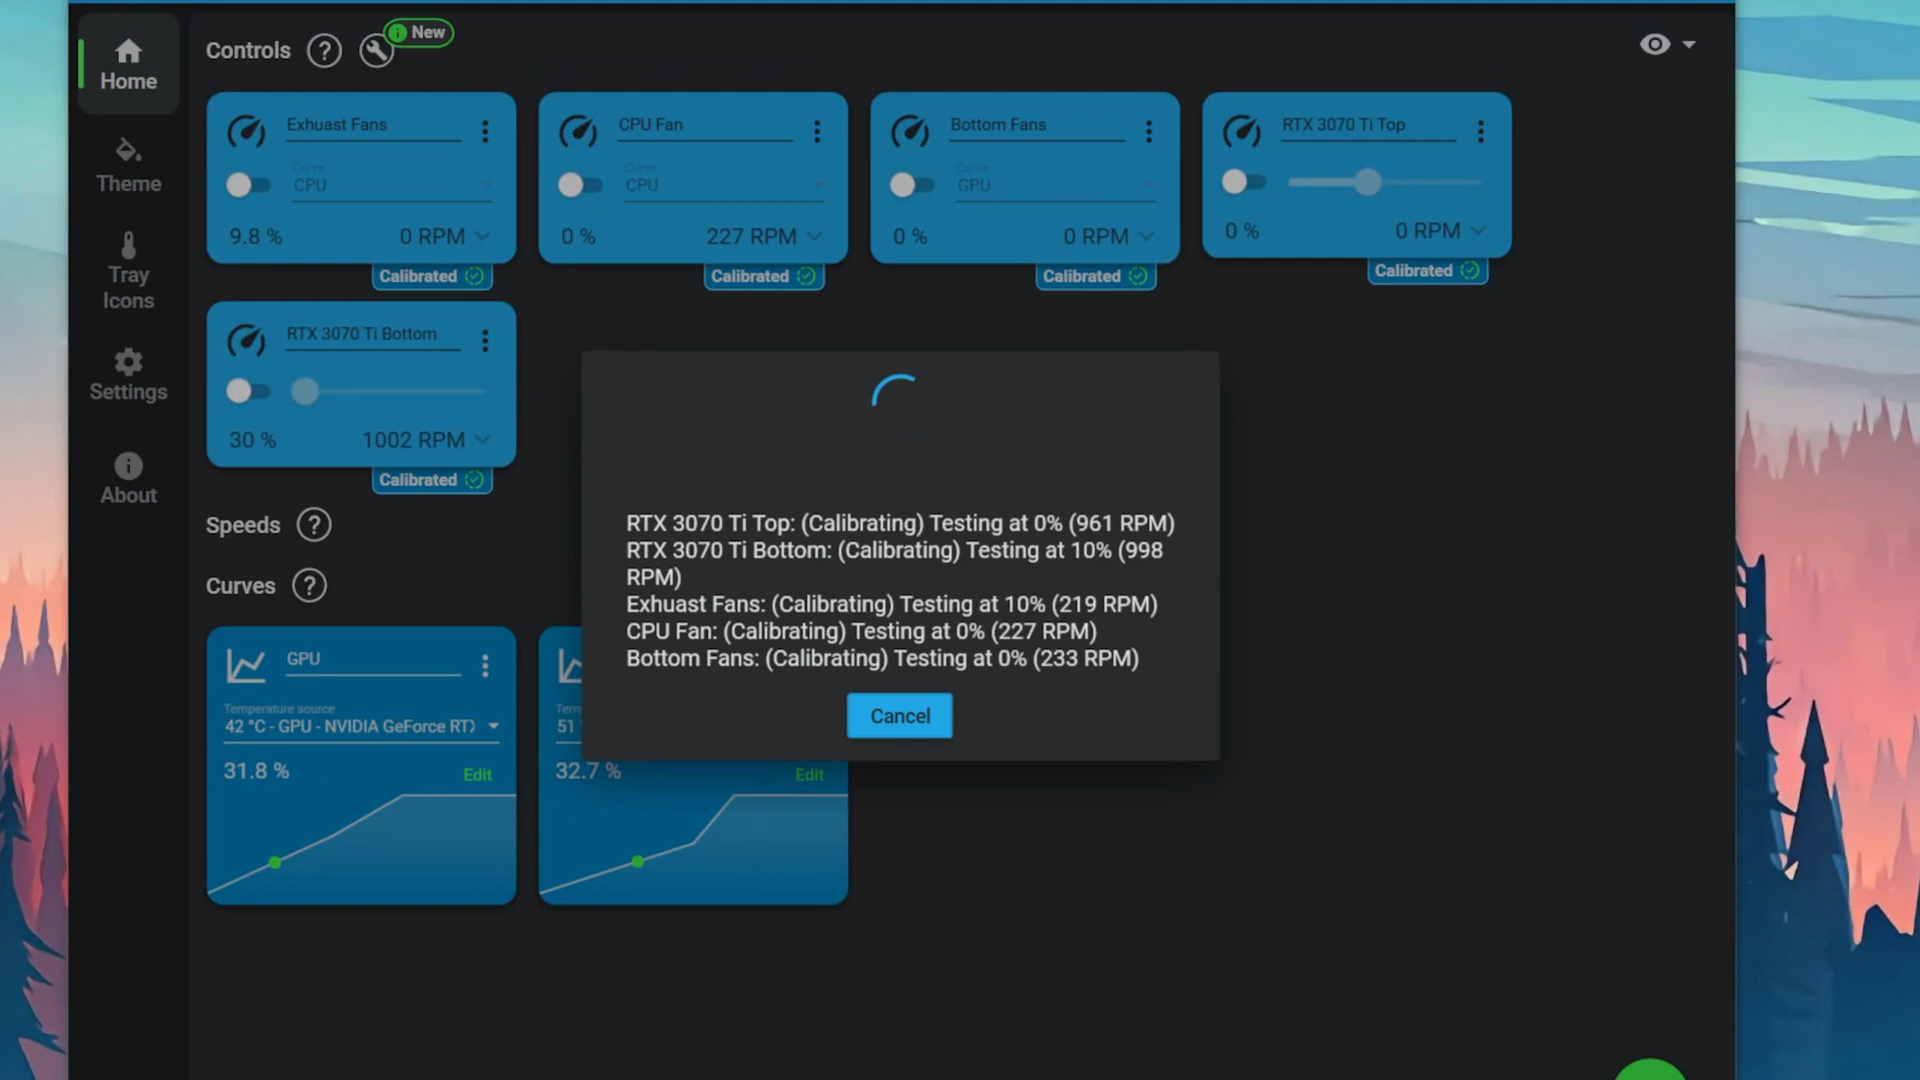 Home
Theme
Tray
Icons
Settings
About
Controls
New
Exhuast Fans
Curve
CPU
9.8 %
0 RPM
Calibrated
CPU Fan
Curve
CPU
0 %
227 RPM
Calibrated
Bottom Fans
Curve
GPU
0 %
0 RPM
Calibrated
RTX 3070 Ti Top
0 %
0 RPM
Calibrated
RTX 3070 Ti Bottom
30 %
1002 RPM
Calibrated
Speeds
Curves
RTX 3070 Ti Top: (Calibrating) Testing at 0% (961 RPM)
RTX 3070 Ti Bottom: (Calibrating) Testing at 10% (998
RPM)
Exhuast Fans: (Calibrating) Testing at 10% (219 RPM)
CPU Fan: (Calibrating) Testing at 0% (227 RPM)
Bottom Fans: (Calibrating) Testing at 0% (233 RPM)
Cancel
GPU
Temperature source
42 °C - GPU - NVIDIA GeForce RTX
31.8 %
Edit
51
32.7 %
Edit